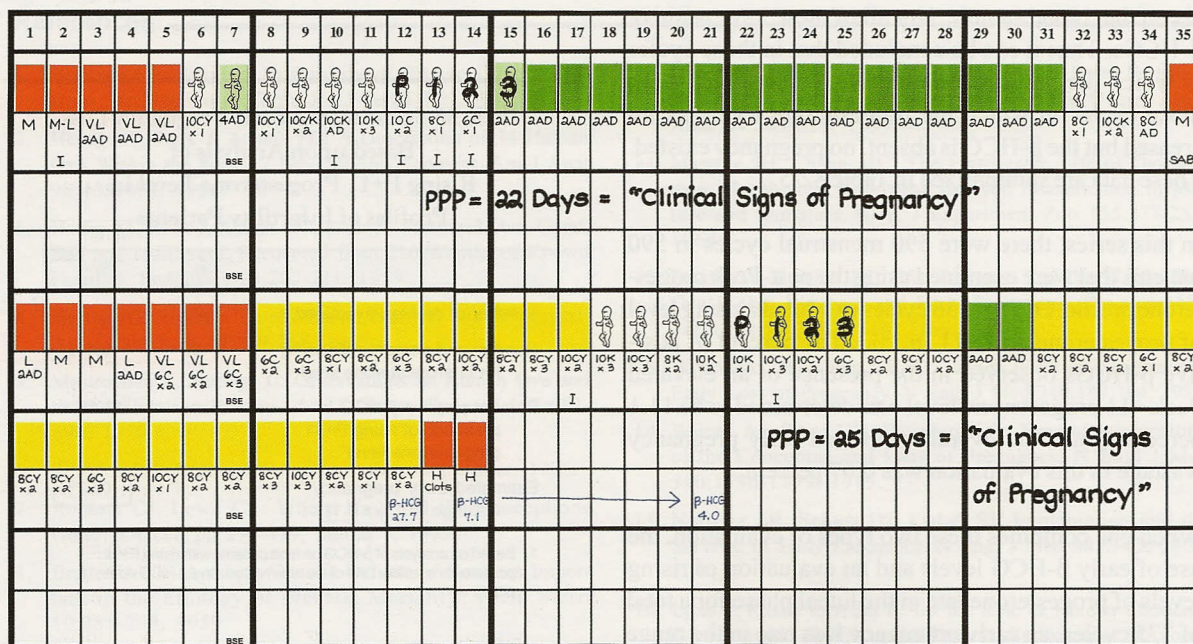 1 2 3 4 5 6 7 8 9 10 11 12 13 14 15 16 17 18 19 20 21 22 23 24 25 26 27 28 29 30 31 32 33 34 35
P 1 2 3
M M-L VL VL VL 10CY 4AD 10CY 10C/K 10CK 10K 10C 8C 6C 2AD 2AD 2AD 2AD 2AD 2AD 2AD 2AD 2AD 2AD 2AD 2AD 2AD 2AD 2AD 2AD 2AD 8C 10CK 8C M
2AD 2AD 2AD x1 x1 x2 AD x3 x2 x1 x1 x1 x2 AD
I BSE I I I I SAB
PPP = 22 Days = "Clinical Signs of Pregnancy"
BSE
P 1 2 3
L M M L VL VL VL 6C 6C 8CY 8CY 6C 8CY 10CY 8CY 8CY 10CY 10K 10CY 8K 10K 10K 10CY 10CY 6C 8CY 8CY 10CY 2AD 2AD 8CY 8CY 8CY 6C 8CY
2AD 2AD 6C 6C 6C x2 x3 x1 x2 x2 x3 x2 x2 x3 x2 x3 x3 x2 x2 x1 x3 x2 x3 x2 x2 x2 x2 x2 x2 x1 x2
x2 x2 x3
BSE I I
8CY 8CY 6C 8CY 10CY 8CY 8CY 8CY 10CY 8CY 8CY 8CY H H
x2 x2 x3 x2 x1 x2 x2 x3 x3 x2 x1 x2 Clots
PPP = 25 Days = "Clinical Signs
of Pregnancy"
BSE β-HCG β-HCG β-HCG
27.7 7.1 4.0
BSE